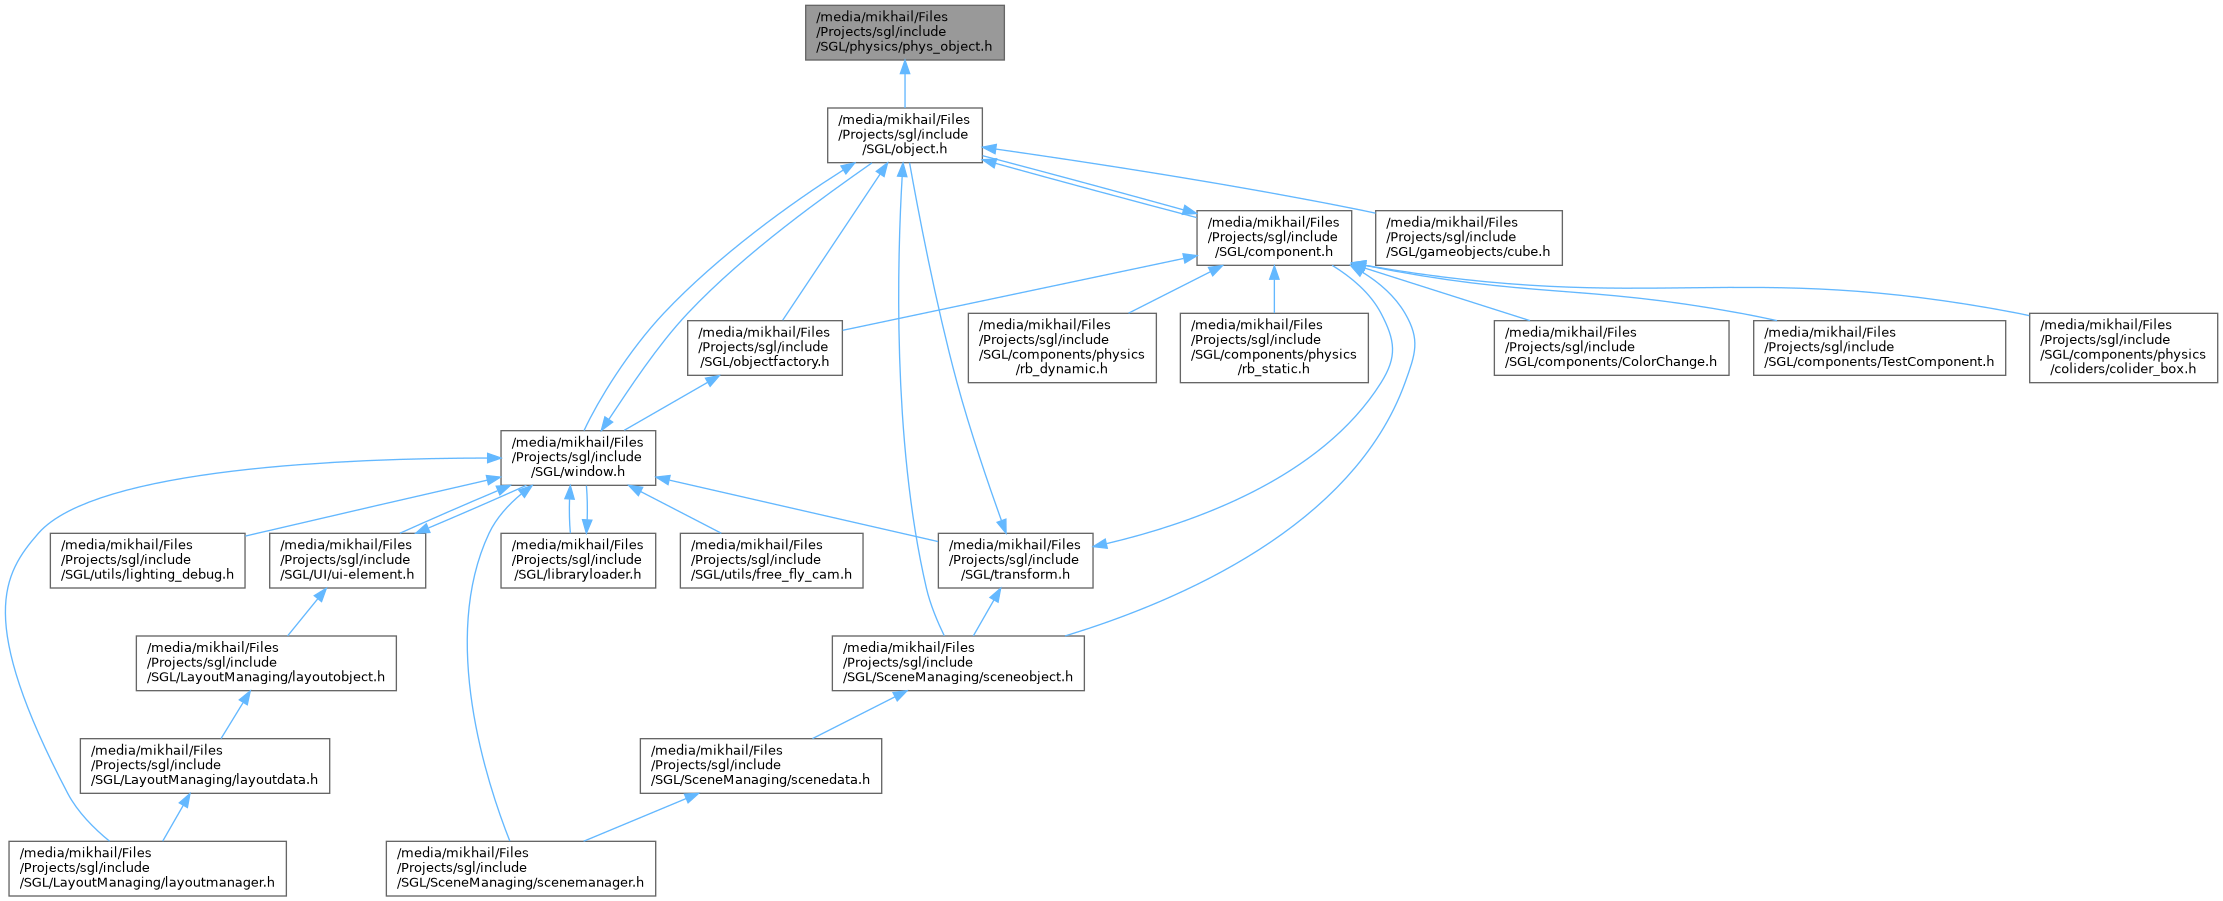 /media/mikhail/Files
/Projects/sgl/include
/SGL/physics/phys_object.h
/media/mikhail/Files
/Projects/sgl/include
/SGL/object.h
/media/mikhail/Files
/Projects/sgl/include
/SGL/component.h
/media/mikhail/Files
/Projects/sgl/include
/SGL/gameobjects/cube.h
/media/mikhail/Files
/Projects/sgl/include
/SGL/objectfactory.h
/media/mikhail/Files
/Projects/sgl/include
/SGL/components/physics
/rb_dynamic.h
/media/mikhail/Files
/Projects/sgl/include
/SGL/components/physics
/rb_static.h
/media/mikhail/Files
/Projects/sgl/include
/SGL/components/ColorChange.h
/media/mikhail/Files
/Projects/sgl/include
/SGL/components/TestComponent.h
/media/mikhail/Files
/Projects/sgl/include
/SGL/components/physics
/coliders/colider_box.h
/media/mikhail/Files
/Projects/sgl/include
/SGL/window.h
/media/mikhail/Files
/Projects/sgl/include
/SGL/utils/lighting_debug.h
/media/mikhail/Files
/Projects/sgl/include
/SGL/UI/ui-element.h
/media/mikhail/Files
/Projects/sgl/include
/SGL/libraryloader.h
/media/mikhail/Files
/Projects/sgl/include
/SGL/utils/free_fly_cam.h
/media/mikhail/Files
/Projects/sgl/include
/SGL/transform.h
/media/mikhail/Files
/Projects/sgl/include
/SGL/LayoutManaging/layoutobject.h
/media/mikhail/Files
/Projects/sgl/include
/SGL/SceneManaging/sceneobject.h
/media/mikhail/Files
/Projects/sgl/include
/SGL/LayoutManaging/layoutdata.h
/media/mikhail/Files
/Projects/sgl/include
/SGL/SceneManaging/scenedata.h
/media/mikhail/Files
/Projects/sgl/include
/SGL/LayoutManaging/layoutmanager.h
/media/mikhail/Files
/Projects/sgl/include
/SGL/SceneManaging/scenemanager.h